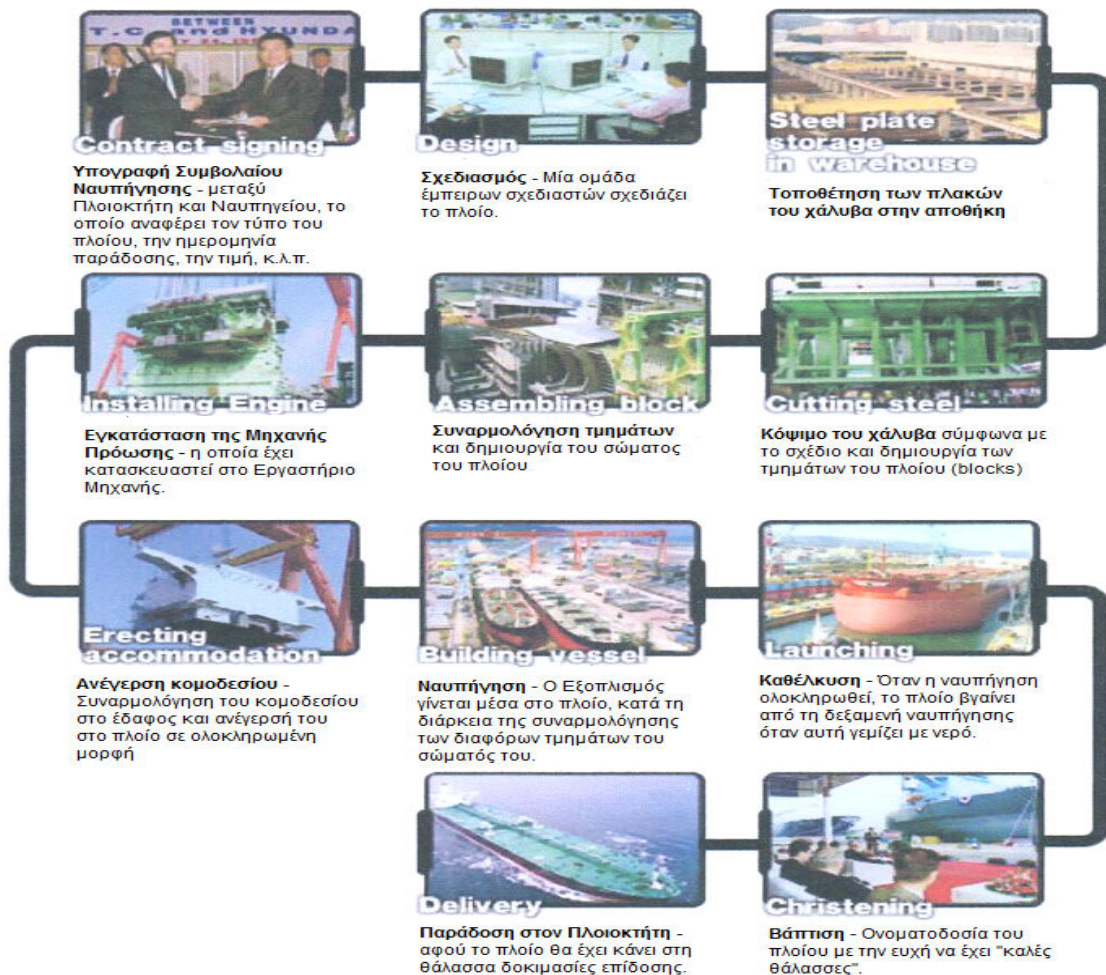 BETWEEN
T.C. and HYUNDA
Contract signing
Υπογραφή Συμβολαίου
Ναυπήγησης - μεταξύ
Πλοιοκτήτη και Ναυπηγείου, το
οποίο αναφέρει τον τύπο του
πλοίου, την ημερομηνία
παράδοσης, την τιμή, κ.λ.π.
Design
Σχεδιασμός - Μία ομάδα
έμπειρων σχεδιαστών σχεδιάζει
το πλοίο.
Steel plate
storage
in warehouse
Τοποθέτηση των πλακών
του χάλυβα στην αποθήκη
Cutting steel
Κόψιμο του χάλυβα σύμφωνα με
το σχέδιο και δημιουργία των
τμημάτων του πλοίου (blocks)
Assembling block
Συναρμολόγηση τμημάτων
και δημιουργία του σώματος
του πλοίου
Installing Engine
Εγκατάσταση της Μηχανής
Πρόωσης - η οποία έχει
κατασκευαστεί στο Εργαστήριο
Μηχανής.
Erecting
accommodation
Ανέγερση κομοδεσίου -
Συναρμολόγηση του κομοδεσίου
στο έδαφος και ανέγερσή του
στο πλοίο σε ολοκληρωμένη
μορφή
Building vessel
Ναυπήγηση - Ο Εξοπλισμός
γίνεται μέσα στο πλοίο, κατά τη
διάρκεια της συναρμολόγησης
των διαφόρων τμημάτων του
σώματός του.
Launching
Καθέλκυση - Όταν η ναυπήγηση
ολοκληρωθεί, το πλοίο βγαίνει
από τη δεξαμενή ναυπήγησης
όταν αυτή γεμίζει με νερό.
Christening
Βάπτιση - Ονοματοδοσία του
πλοίου με την ευχή να έχει "καλές
θάλασσες".
Delivery
Παράδοση στον Πλοιοκτήτη -
αφού το πλοίο θα έχει κάνει στη
θάλασσα δοκιμασίες επίδοσης.